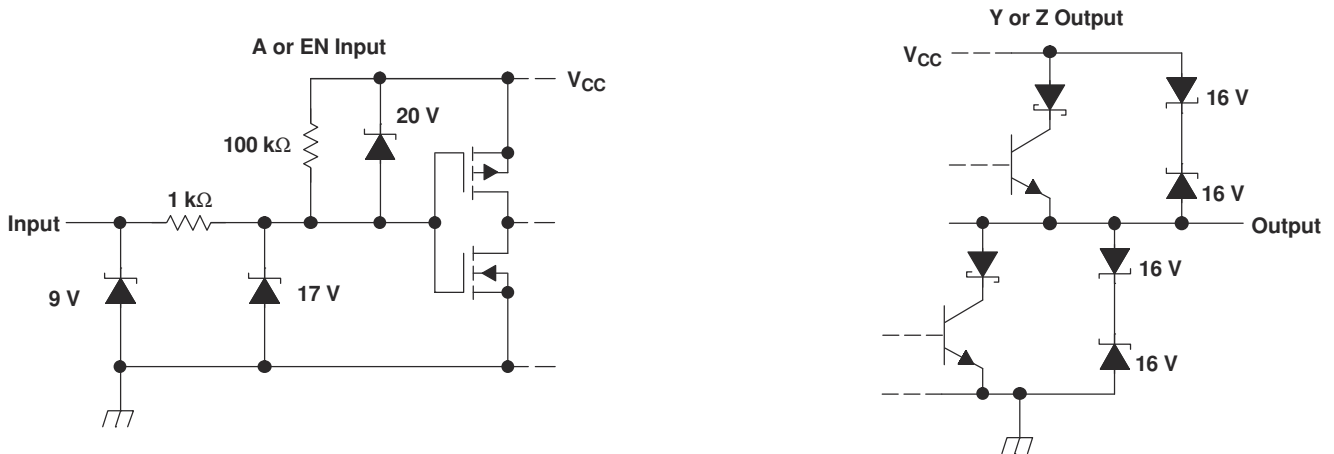 A or EN Input
V_CC
20 V
100 kΩ
1 kΩ
Input
9 V
17 V
Y or Z Output
V_CC
16 V
16 V
Output
16 V
16 V